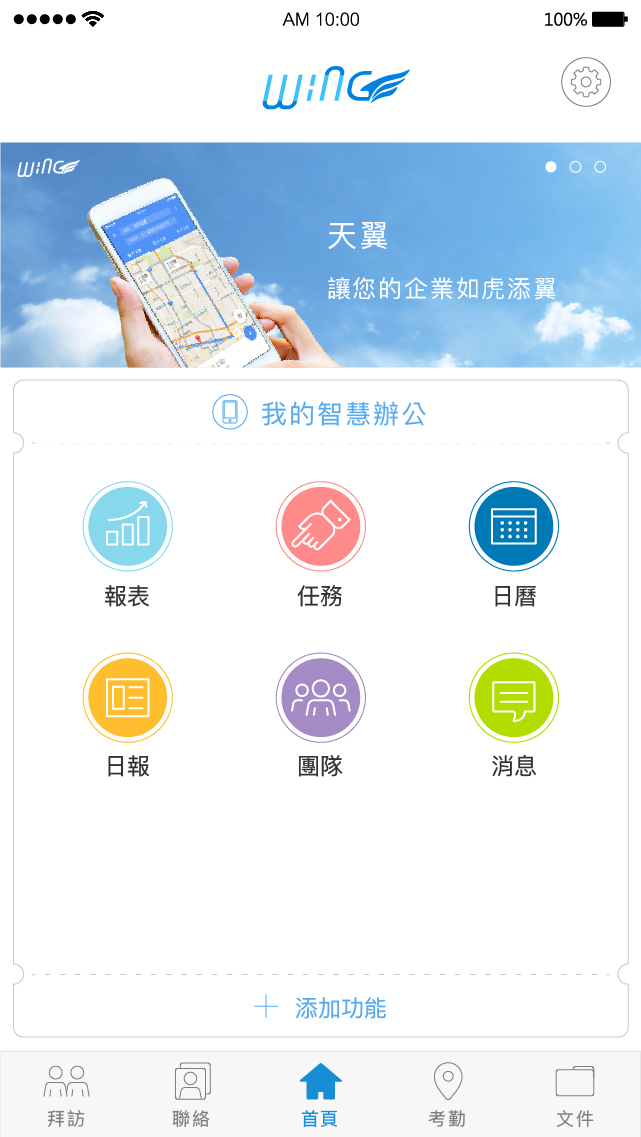 AM 10:00
100%
WING
WING
天翼
讓您的企業如虎添翼
我的智慧辦公
報表
任務
日曆
日報
團隊
消息
添加功能
拜訪
聯絡
首頁
考勤
文件